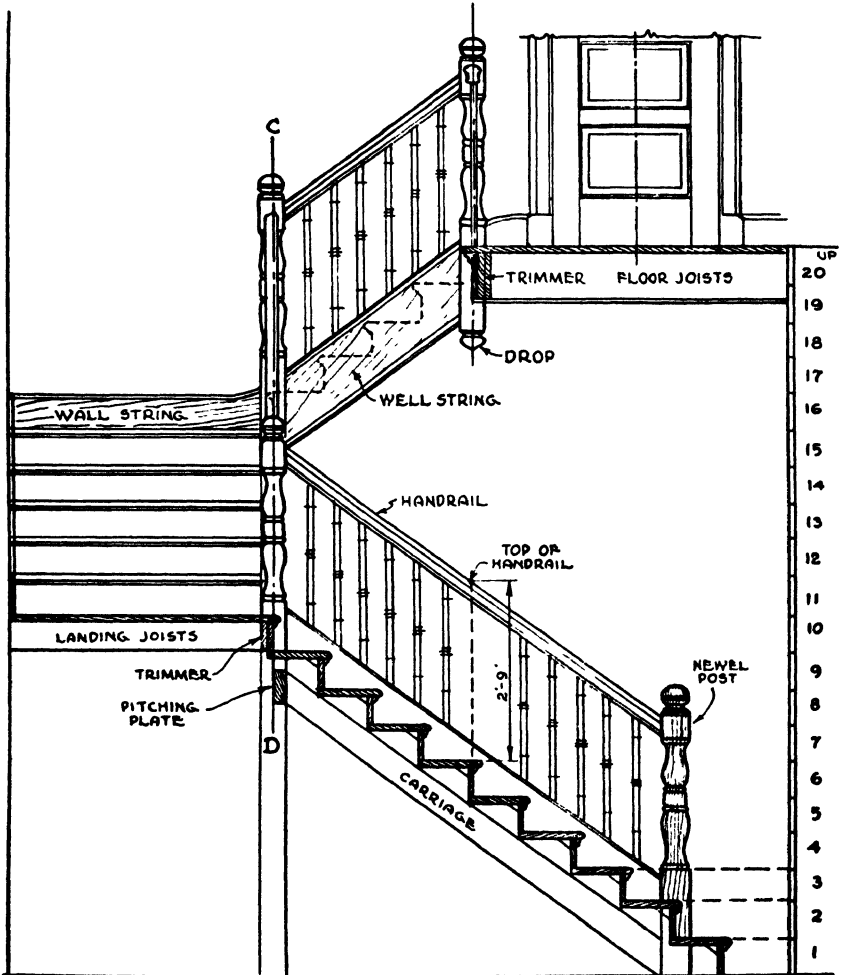 C
UP
20
TRIMMER
FLOOR JOISTS
19
18
DROP
17
WELL STRING
WALL STRING
16
15
14
HANDRAIL
13
TOP OF
HANDRAIL
12
11
10
LANDING JOISTS
TRIMMER
NEWEL
POST
9
2'-9"
PITCHING
PLATE
8
D
7
CARRIAGE
6
5
4
3
2
1